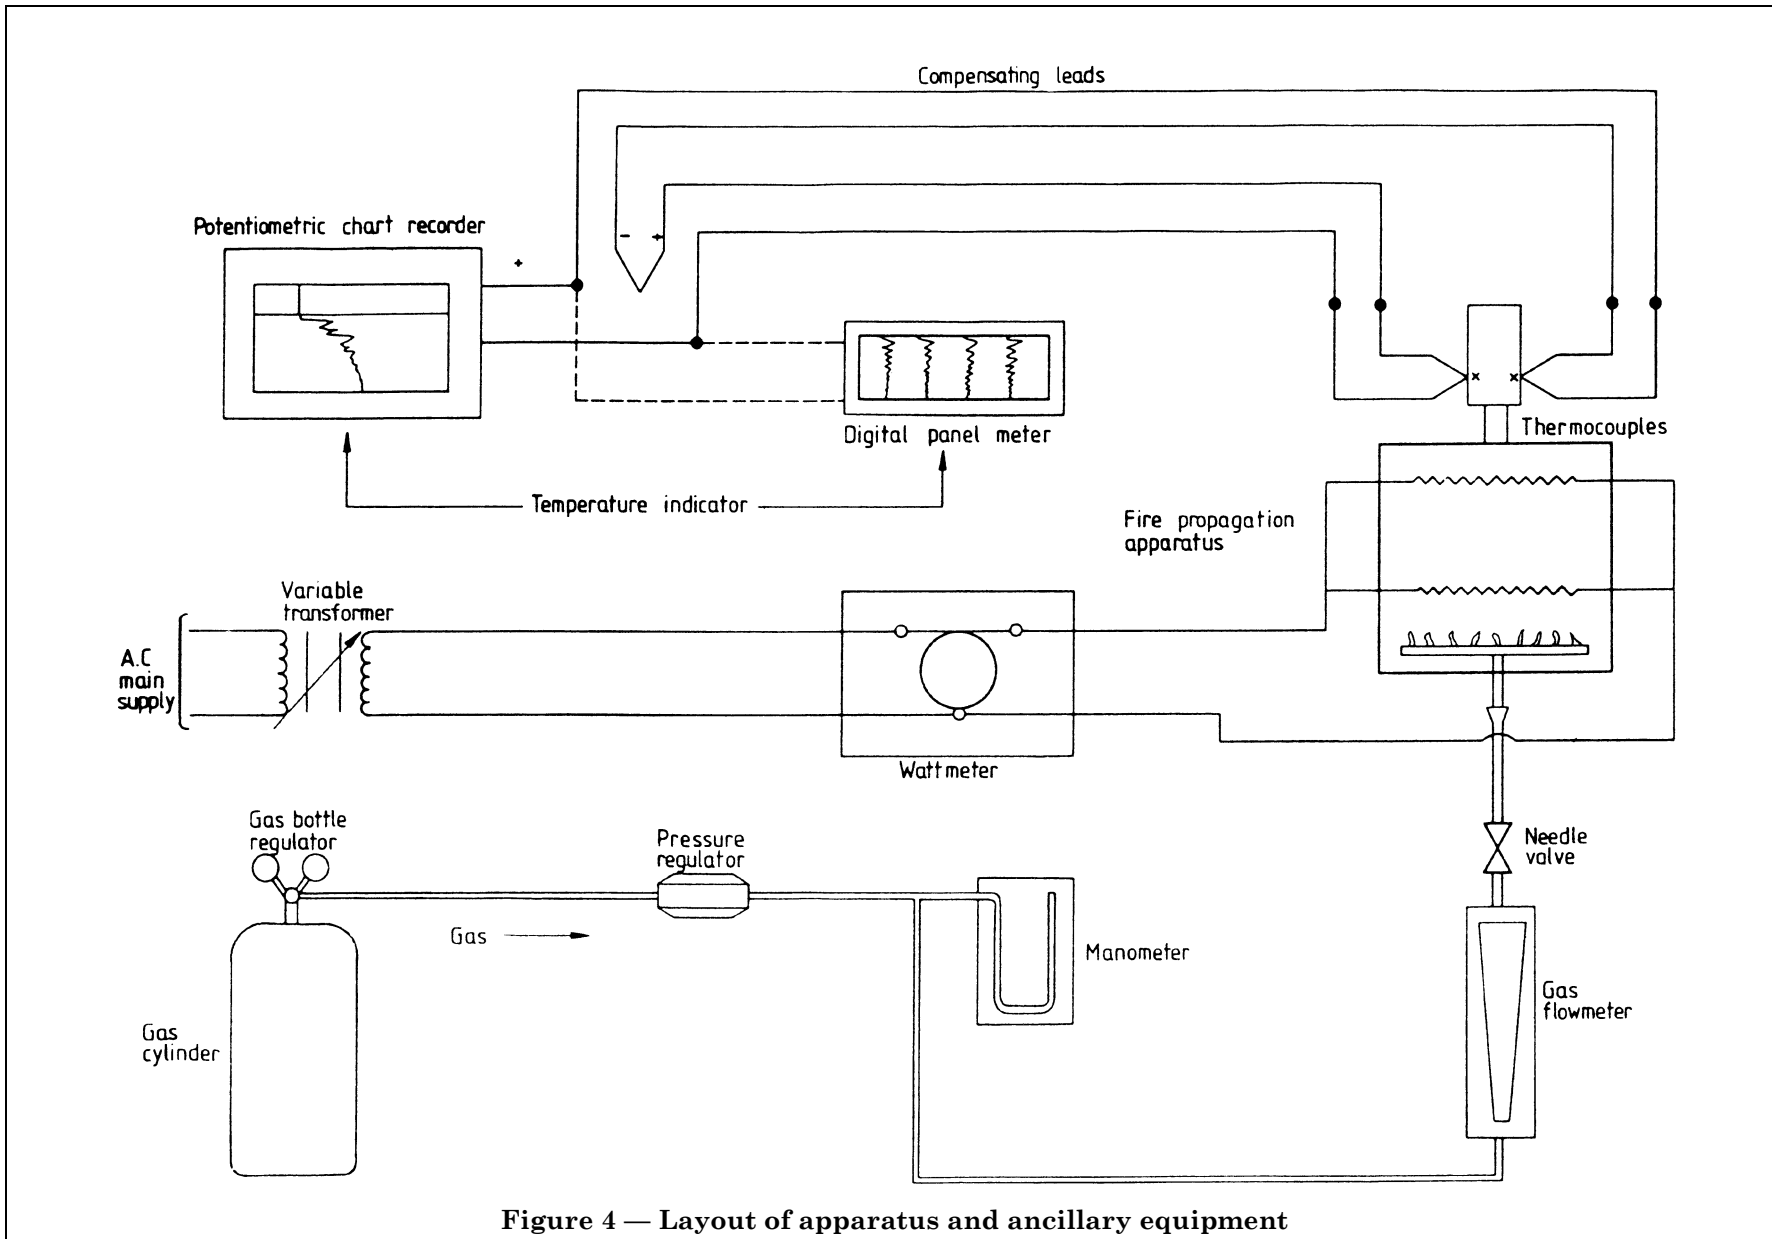 Compensating leads
Potentiometric chart recorder
+
- +
Digital panel meter
Thermocouples
Temperature indicator
Fire propagation
apparatus
Variable
transformer
A.C
main
supply
Wattmeter
Gas bottle
regulator
Pressure
regulator
Needle
valve
Gas
Manometer
Gas
flowmeter
Gas
cylinder
Figure 4 — Layout of apparatus and ancillary equipment